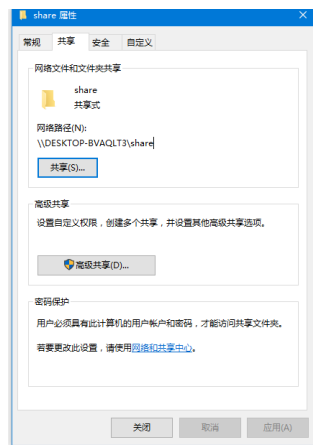 share 属性
常规 共享 安全 自定义
网络文件和文件夹共享
share
共享式
网络路径(N):
\\DESKTOP-BVAQLT3\share
共享(S)...
高级共享
设置自定义权限，创建多个共享，并设置其他高级共享选项。
高级共享(D)...
密码保护
用户必须具有此计算机的用户帐户和密码，才能访问共享文件夹。
若要更改此设置，请使用网络和共享中心。
关闭 取消 应用(A)